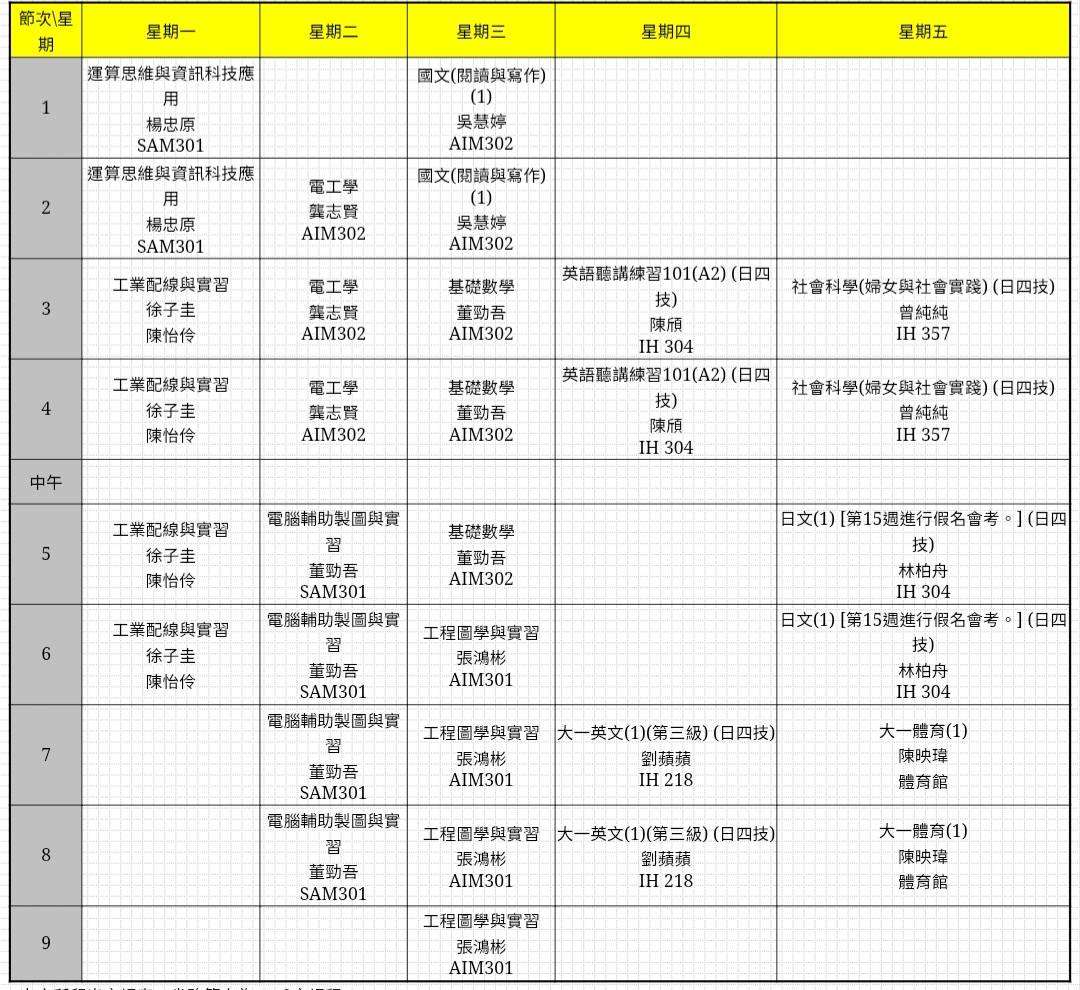 節次\星
期
星期一
星期二
星期三
星期四
星期五
1
運算思維與資訊科技應
用
楊忠原
SAM301
國文(閱讀與寫作)
(1)
吳慧婷
AIM302
2
運算思維與資訊科技應
用
楊忠原
SAM301
電工學
龔志賢
AIM302
國文(閱讀與寫作)
(1)
吳慧婷
AIM302
3
工業配線與實習
徐子圭
陳怡伶
電工學
龔志賢
AIM302
基礎數學
董勁吾
AIM302
英語聽講練習101(A2) (日四
技)
陳頎
IH 304
社會科學(婦女與社會實踐) (日四技)
曾純純
IH 357
4
工業配線與實習
徐子圭
陳怡伶
電工學
龔志賢
AIM302
基礎數學
董勁吾
AIM302
英語聽講練習101(A2) (日四
技)
陳頎
IH 304
社會科學(婦女與社會實踐) (日四技)
曾純純
IH 357
中午
5
工業配線與實習
徐子圭
陳怡伶
電腦輔助製圖與實
習
董勁吾
SAM301
基礎數學
董勁吾
AIM302
日文(1) [第15週進行假名會考。] (日四
技)
林柏舟
IH 304
6
工業配線與實習
徐子圭
陳怡伶
電腦輔助製圖與實
習
董勁吾
SAM301
工程圖學與實習
張鴻彬
AIM301
日文(1) [第15週進行假名會考。] (日四
技)
林柏舟
IH 304
7
電腦輔助製圖與實
習
董勁吾
SAM301
工程圖學與實習
張鴻彬
AIM301
大一英文(1)(第三級) (日四技)
劉蘋蘋
IH 218
大一體育(1)
陳映瑋
體育館
8
電腦輔助製圖與實
習
董勁吾
SAM301
工程圖學與實習
張鴻彬
AIM301
大一英文(1)(第三級) (日四技)
劉蘋蘋
IH 218
大一體育(1)
陳映瑋
體育館
9
工程圖學與實習
張鴻彬
AIM301